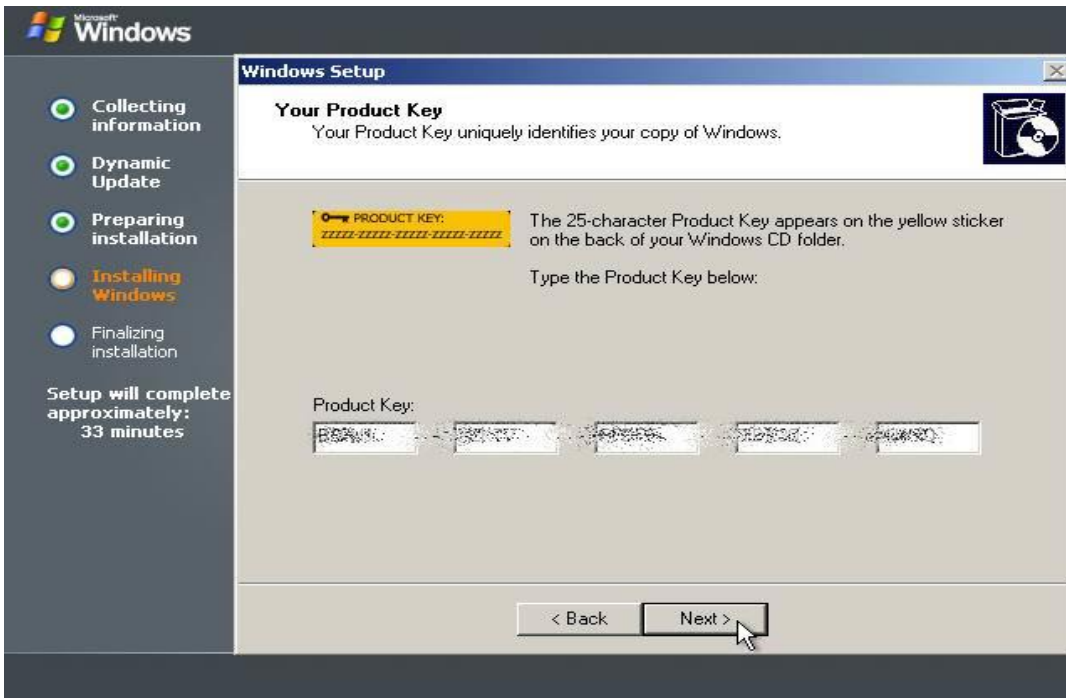 Microsoft
Windows
Collecting
information
Dynamic
Update
Preparing
installation
Installing
Windows
Finalizing
installation
Setup will complete
approximately:
33 minutes
Windows Setup
Your Product Key
Your Product Key uniquely identifies your copy of Windows.
PRODUCT KEY:
ZZZZZ-ZZZZZ-ZZZZZ-ZZZZZ-ZZZZZ
The 25-character Product Key appears on the yellow sticker
on the back of your Windows CD folder.
Type the Product Key below:
Product Key:
< Back
Next >